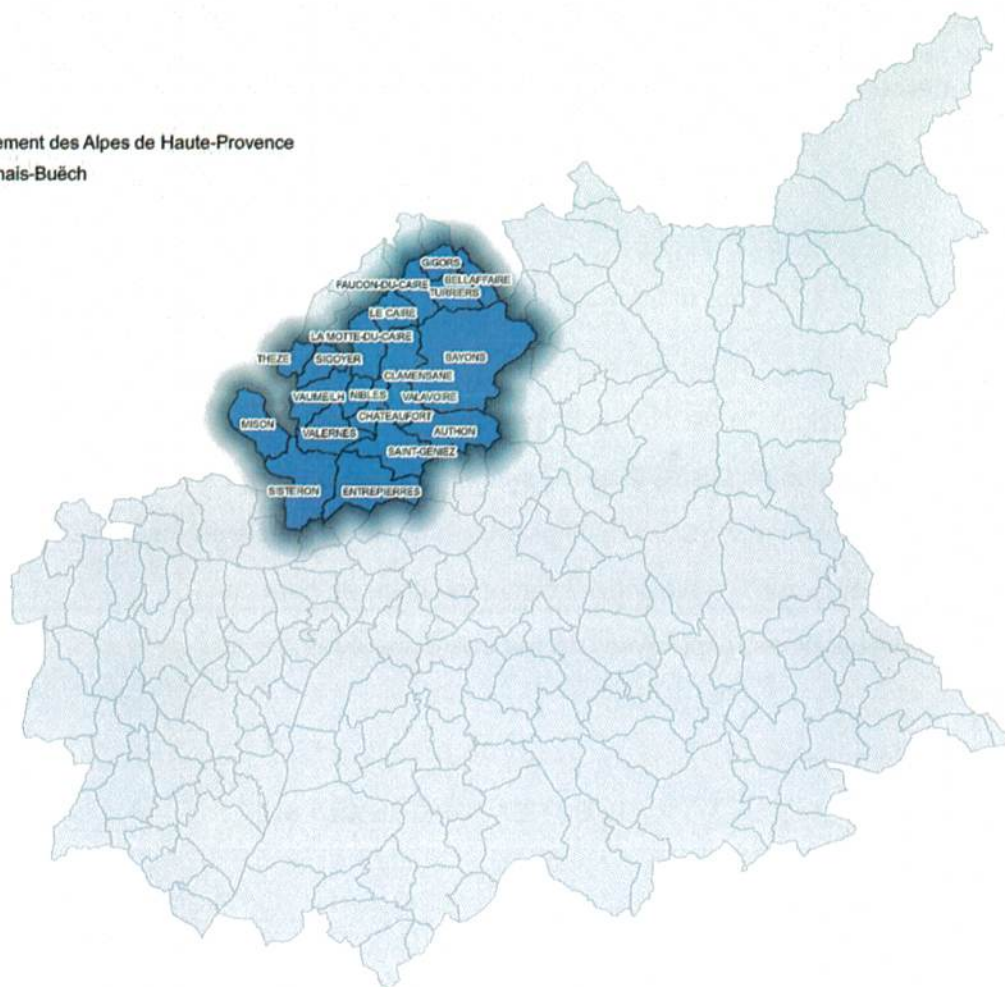 ement des Alpes de Haute-Provence
nais-Buëch
GIGORS
BELLAFFAIRE
FAUCON-DU-CAIRE
TURRIERS
LE CAIRE
LA MOTTE-DU-CAIRE
THEZE
SIGOYER
BAYONS
CLAMENSANE
VAUMEILH
NIBLES
VALAVOIRE
CHATEAUFORT
MISON
VALERNES
AUTHON
SAINT-GENIEZ
SISTERON
ENTREPIERRES